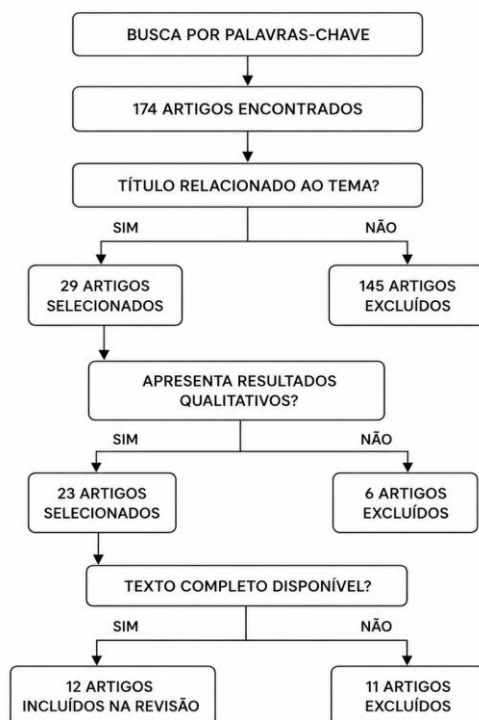 BUSCA POR PALAVRAS-CHAVE
174 ARTIGOS ENCONTRADOS
TÍTULO RELACIONADO AO TEMA?
SIM
NÃO
29 ARTIGOS
SELECIONADOS
145 ARTIGOS
EXCLUÍDOS
APRESENTA RESULTADOS
QUALITATIVOS?
SIM
NÃO
23 ARTIGOS
SELECIONADOS
6 ARTIGOS
EXCLUÍDOS
TEXTO COMPLETO DISPONÍVEL?
SIM
NÃO
12 ARTIGOS
INCLUÍDOS NA REVISÃO
11 ARTIGOS
EXCLUÍDOS